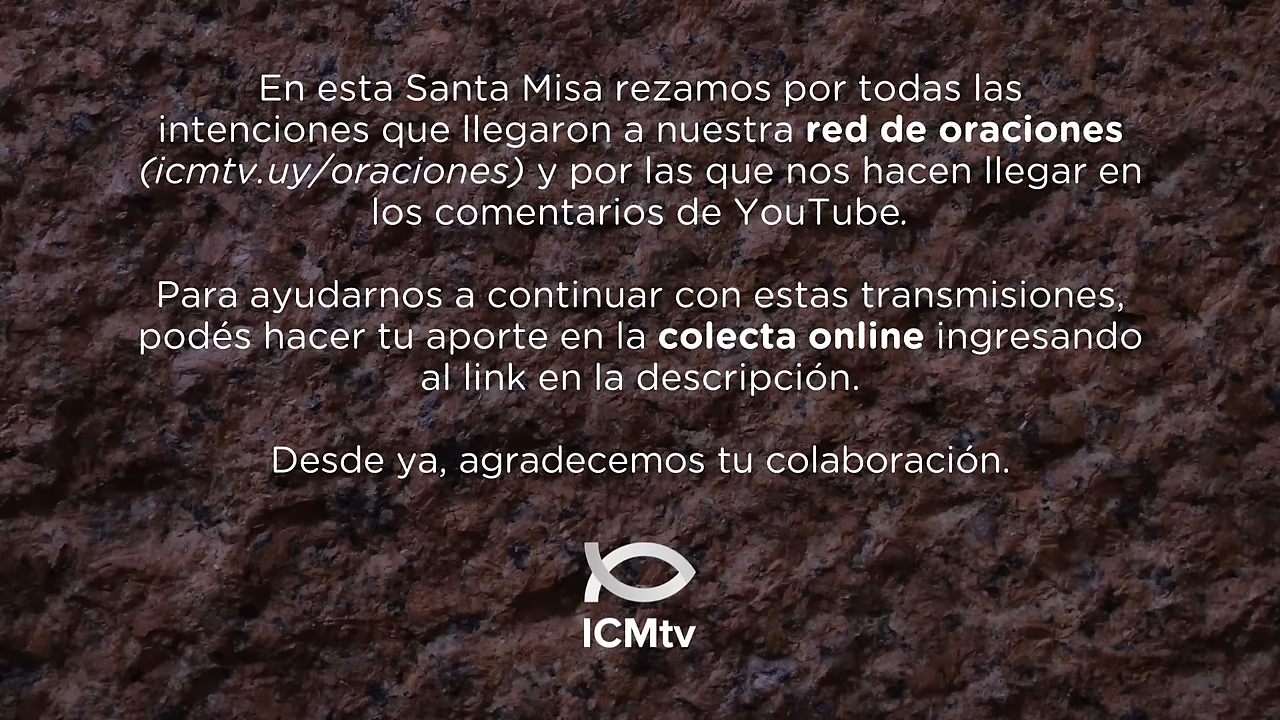 En esta Santa Misa rezamos por todas las
intenciones que llegaron a nuestra red de oraciones
(icmtv.uy/oraciones) y por las que nos hacen llegar en
los comentarios de YouTube.
Para ayudarnos a continuar con estas transmisiones,
podés hacer tu aporte en la colecta online ingresando
al link en la descripción.
Desde ya, agradecemos tu colaboración.
ICMtv